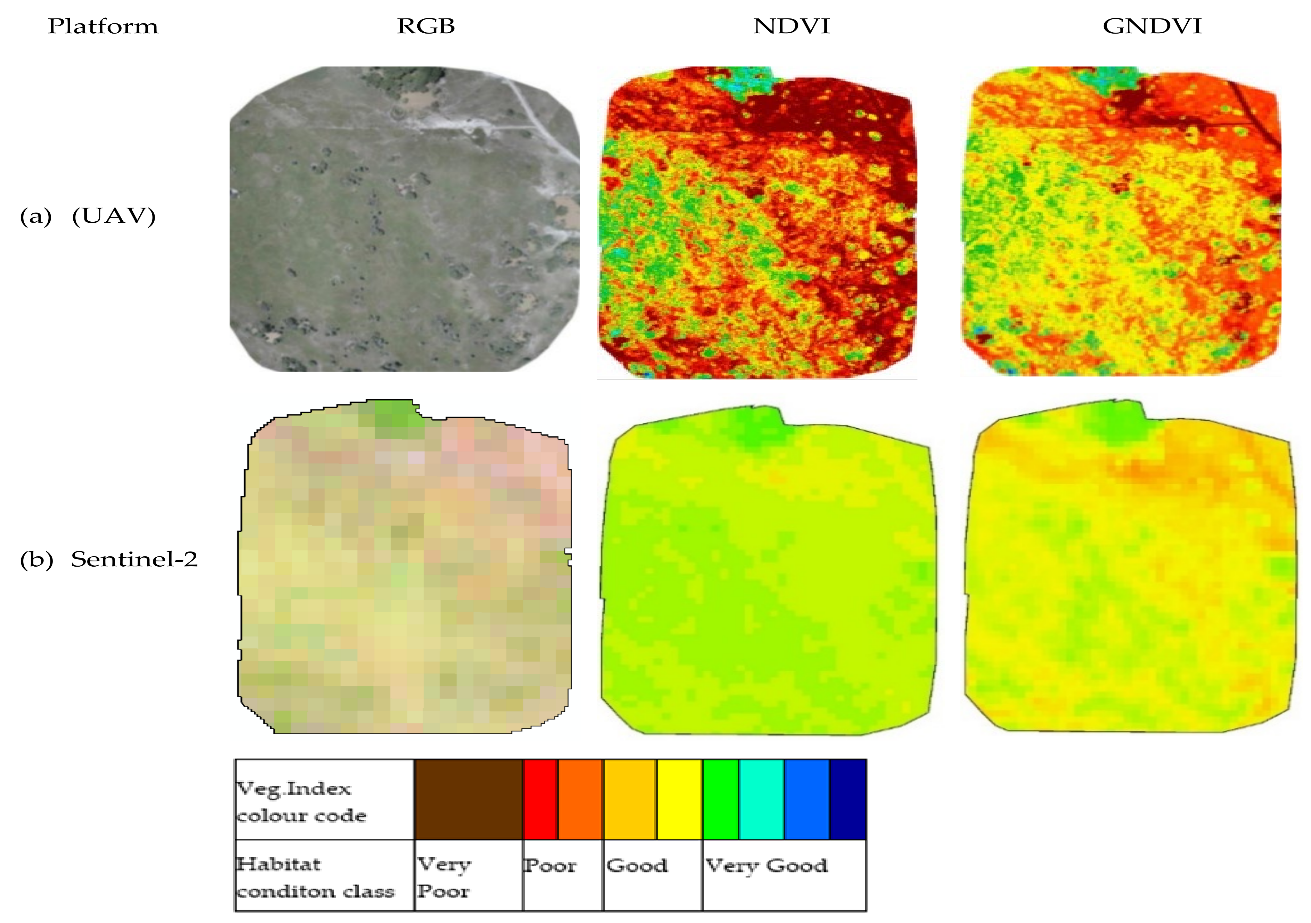 Platform RGB NDVI GNDVI
(a) (UAV)
(b) Sentinel-2
Veg.Index
colour code
Habitat
conditon class
Very
Poor
Poor
Good
Very Good